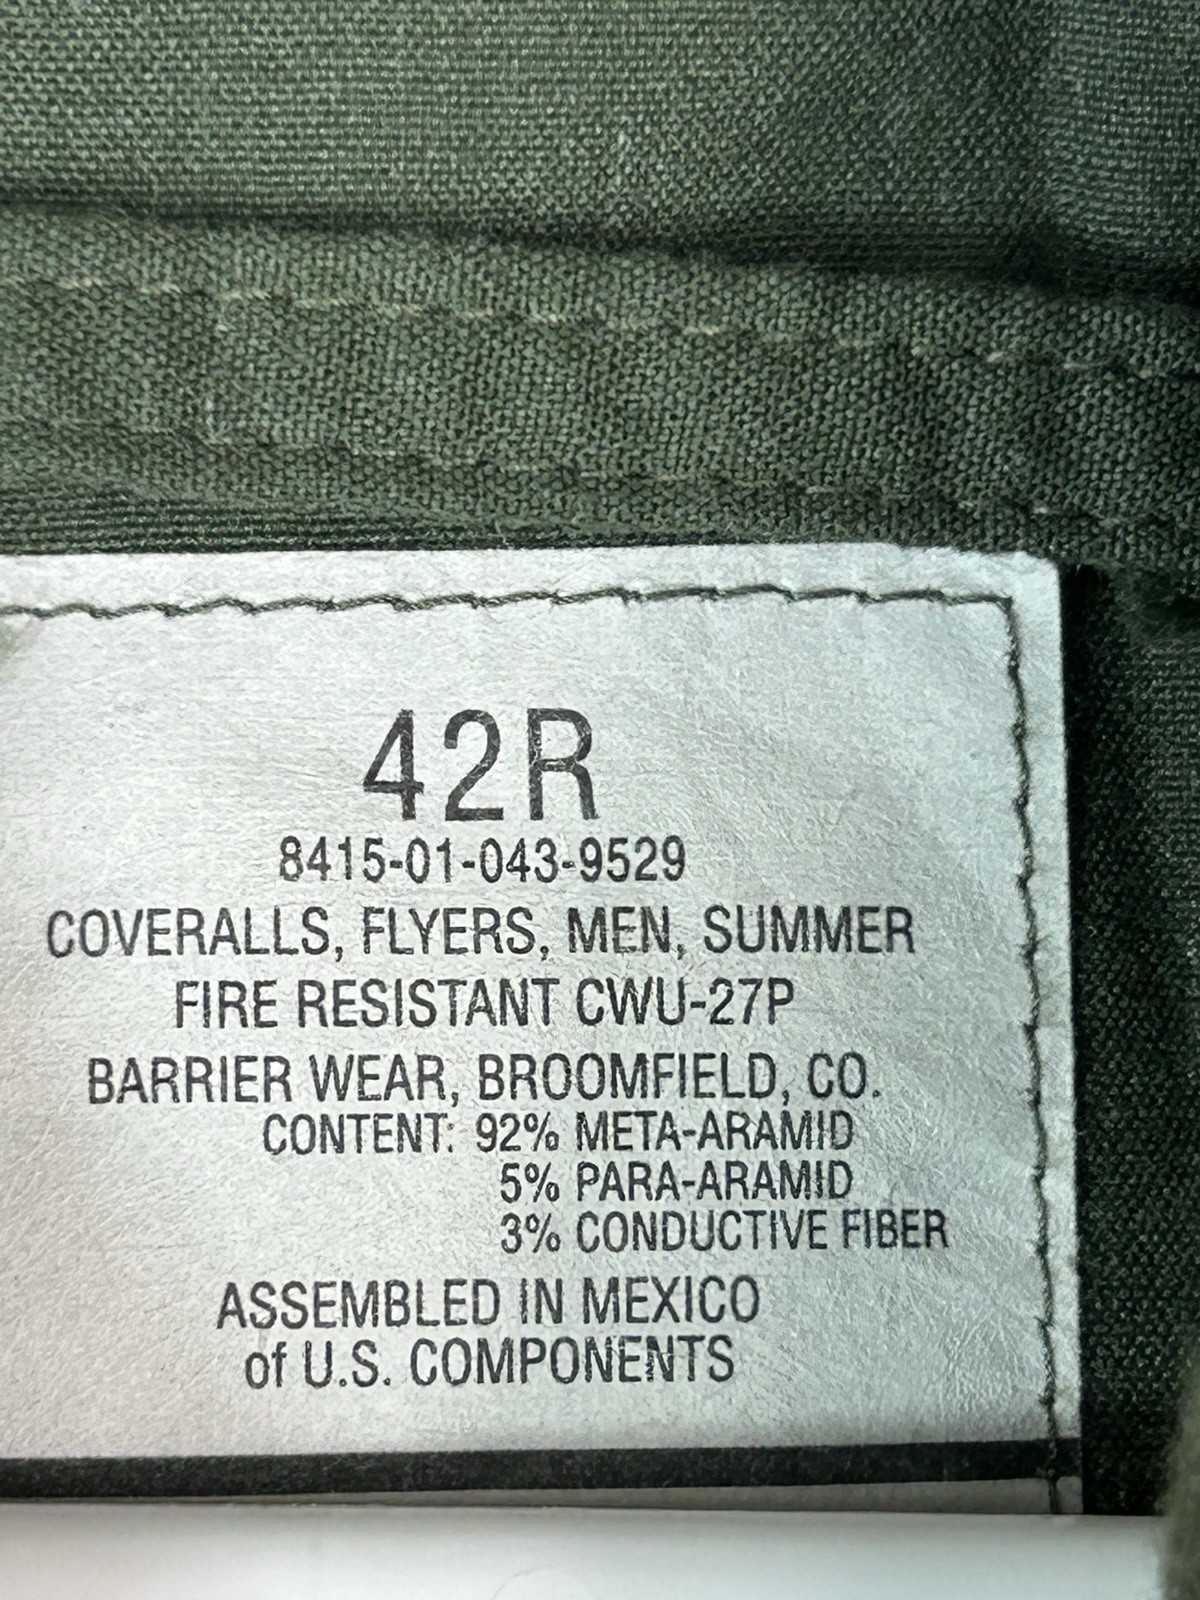 42R
8415-01-043-9529
COVERALLS, FLYERS, MEN, SUMMER
FIRE RESISTANT CWU-27P
BARRIER WEAR, BROOMFIELD, CO.
CONTENT: 92% META-ARAMID
5% PARA-ARAMID
3% CONDUCTIVE FIBER
ASSEMBLED IN MEXICO
of U.S. COMPONENTS